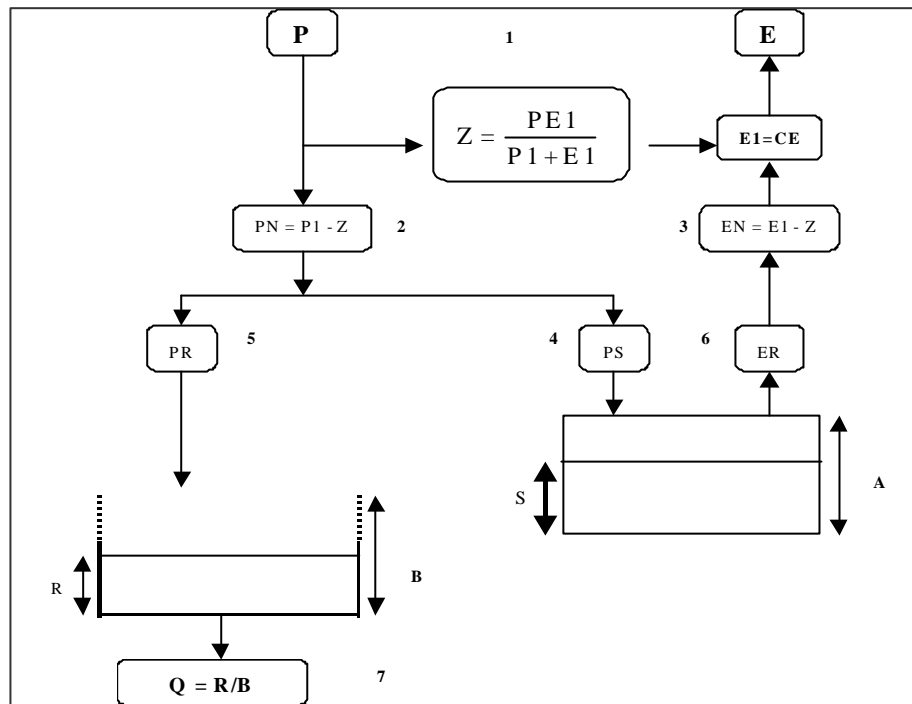 P
1
E
Z = PE1 / P1 + E1
E1=CE
PN = P1 - Z
2
3
EN = E1 - Z
PR
5
4
PS
6
ER
S
A
R
B
Q = R/B
7